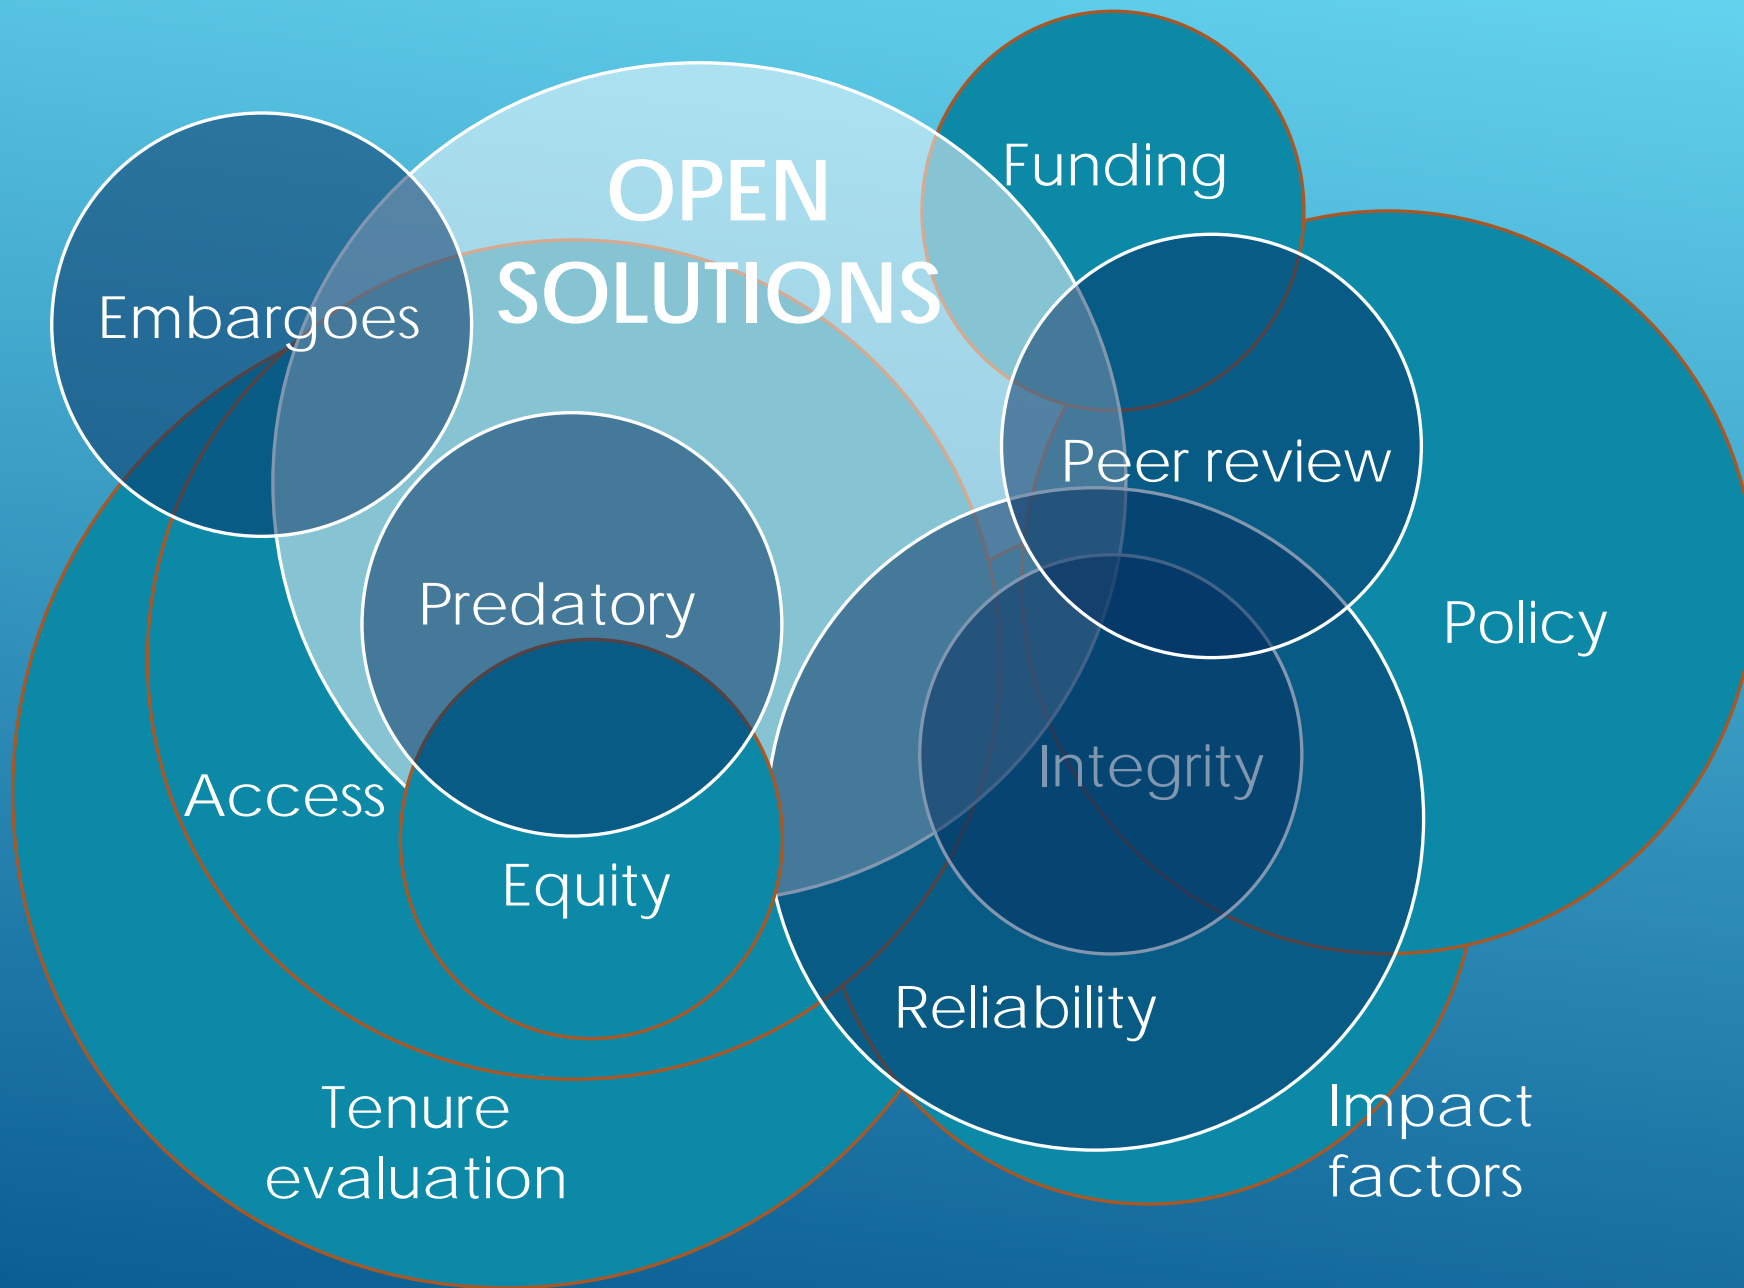 OPEN
SOLUTIONS
Funding
Embargoes
Peer review
Predatory
Policy
Access
Integrity
Equity
Reliability
Tenure
evaluation
Impact
factors